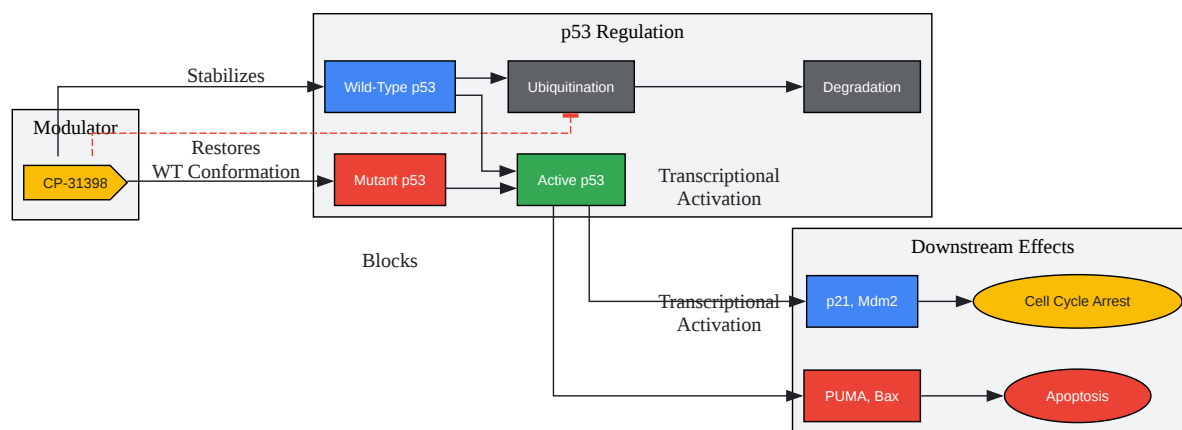 p53 Regulation
Stabilizes
Wild-Type p53
Ubiquitination
Degradation
Modulator
Restores
WT Conformation
CP-31398
Mutant p53
Active p53
Transcriptional
Activation
Downstream Effects
Blocks
Transcriptional
Activation
p21, Mdm2
Cell Cycle Arrest
PUMA, Bax
Apoptosis